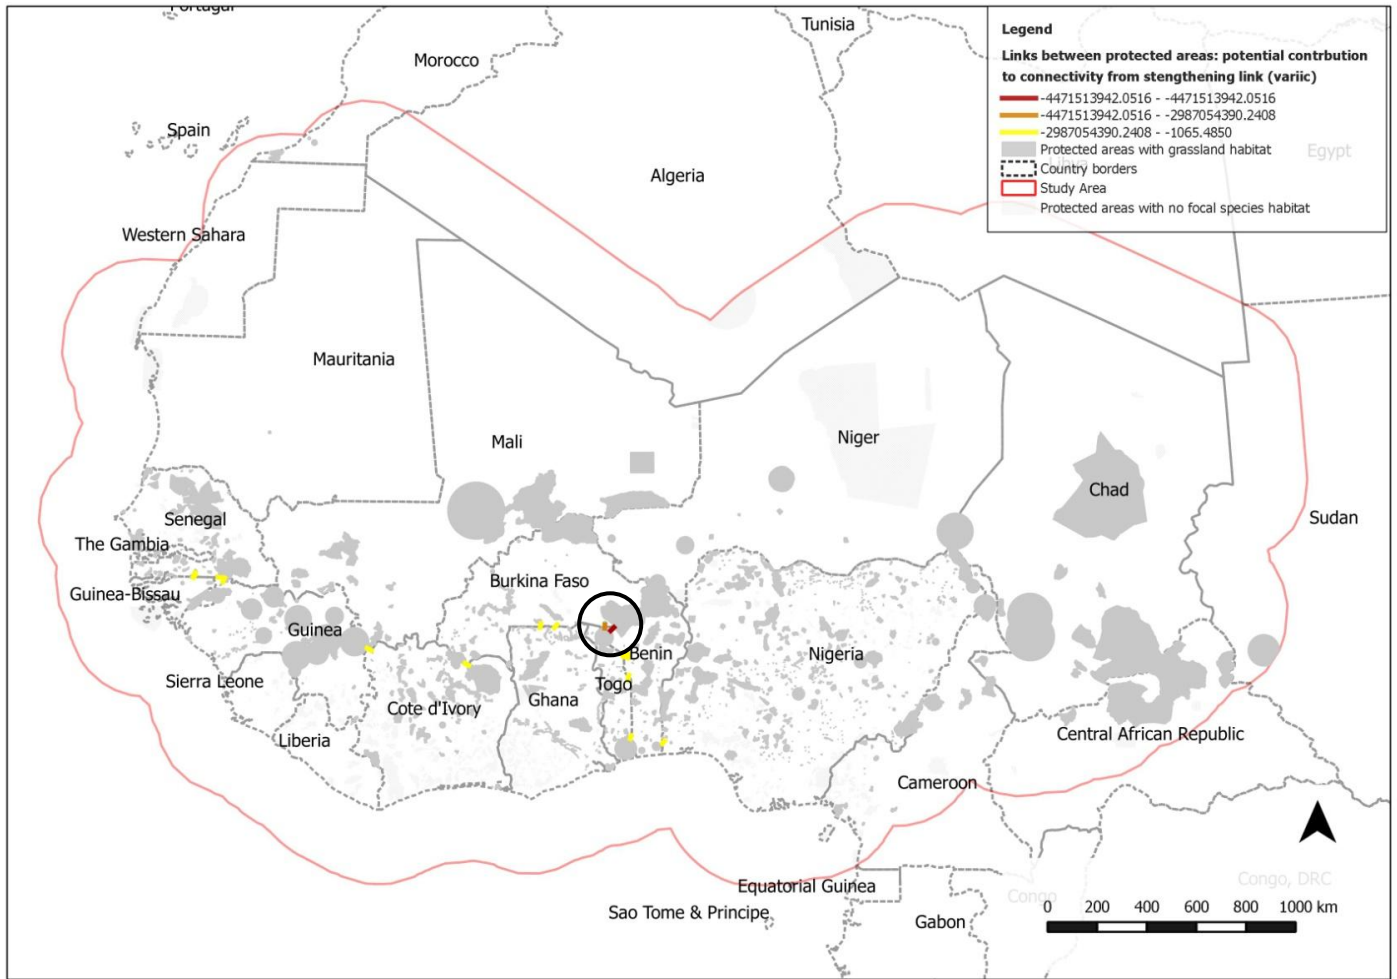 Portugal
Tunisia
Morocco
Spain
Algeria
Western Sahara
Legend
Links between protected areas: potential contrbution
to connectivity from stengthening link (variic)
-4471513942.0516 - -4471513942.0516
-4471513942.0516 - -2987054390.2408
-2987054390.2408 - -1065.4850
Protected areas with grassland habitat
Country borders
Study Area
Protected areas with no focal species habitat
Libya
Egypt
Mauritania
Mali
Niger
Chad
Sudan
Senegal
The Gambia
Guinea-Bissau
Burkina Faso
Guinea
Benin
Nigeria
Sierra Leone
Togo
Ghana
Cote d'Ivory
Liberia
Central African Republic
Cameroon
Equatorial Guinea
Sao Tome & Principe
Gabon
Congo
Congo, DRC
0 200 400 600 800 1000 km